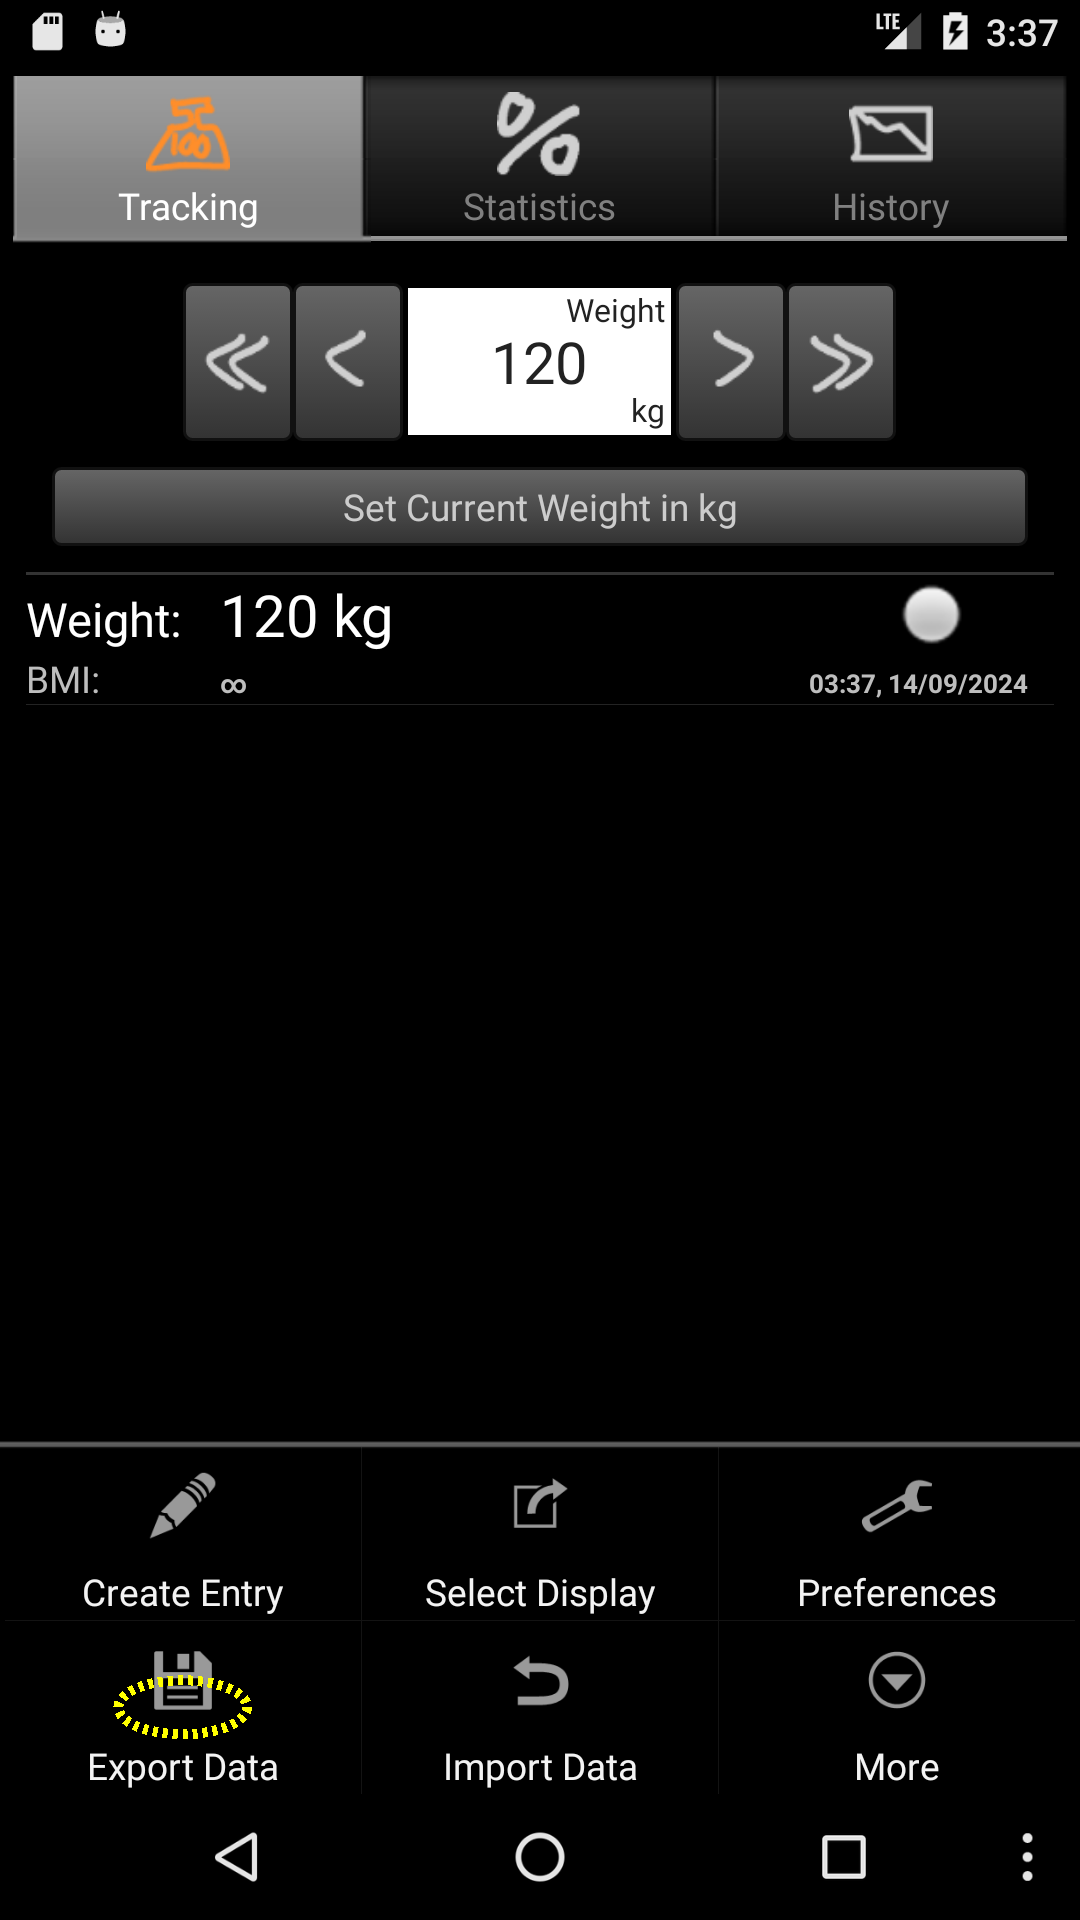 LTE 3:37
100
Tracking
Statistics
History
Weight
120
kg
Set Current Weight in kg
Weight: 120 kg
BMI: ∞ 03:37, 14/09/2024
Create Entry
Select Display
Preferences
Export Data
Import Data
More